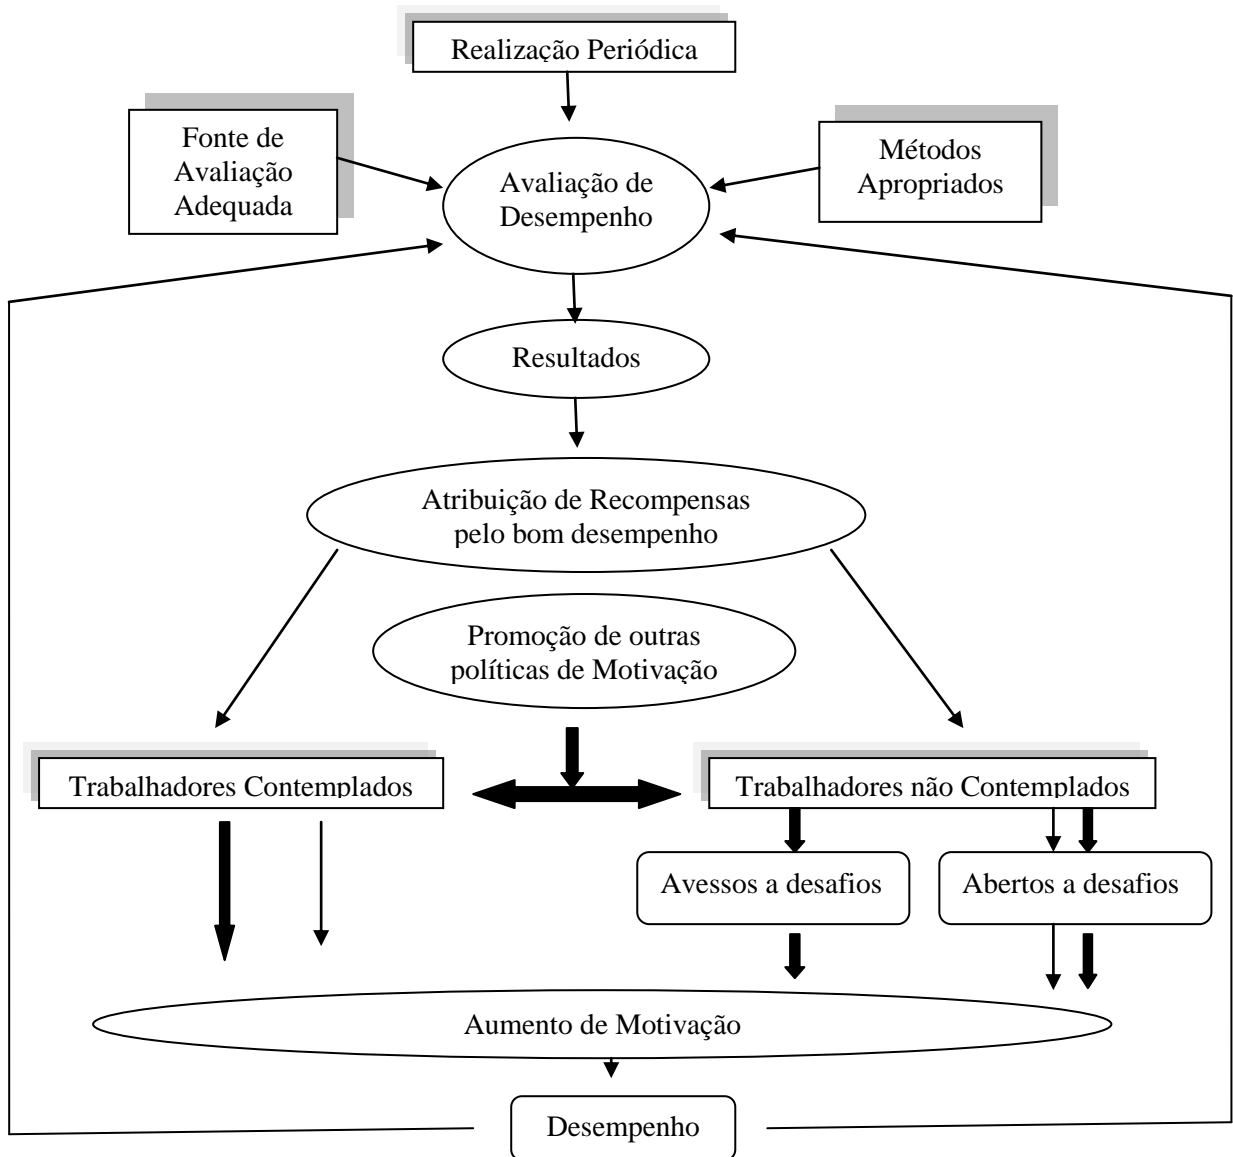 Realização Periódica
Fonte de
Avaliação
Adequada
Avaliação de
Desempenho
Métodos
Apropriados
Resultados
Atribuição de Recompensas
pelo bom desempenho
Promoção de outras
políticas de Motivação
Trabalhadores Contemplados
Trabalhadores não Contemplados
Avessos a desafios
Abertos a desafios
Aumento de Motivação
Desempenho